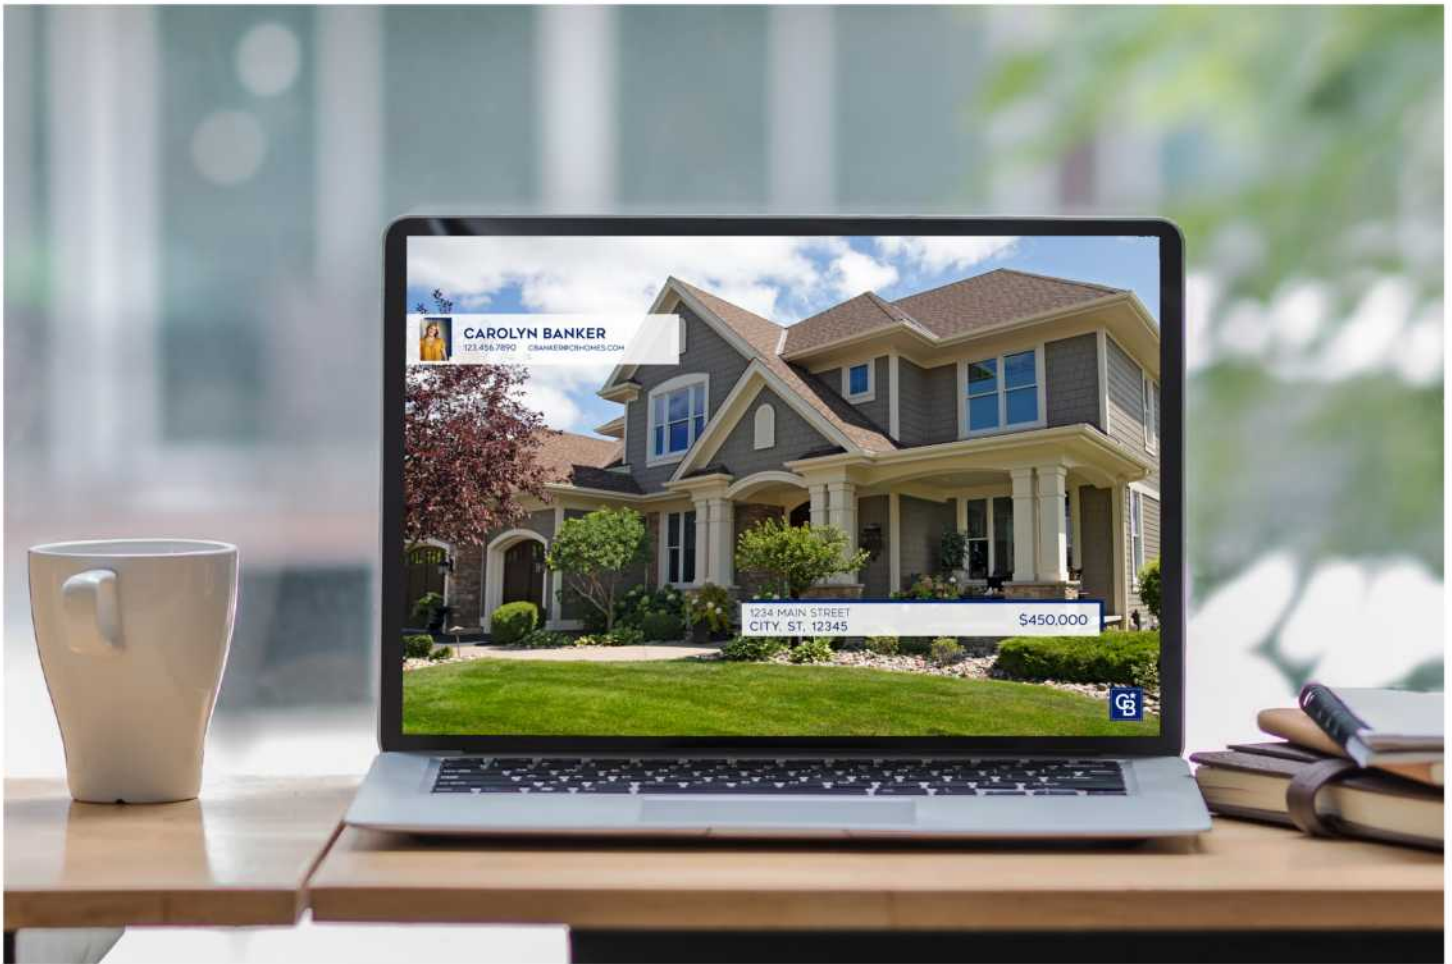 CAROLYN BANKER
123.456.7890 CBANKER@CBHOMES.COM
1234 MAIN STREET
CITY, ST, 12345
$450,000
CB